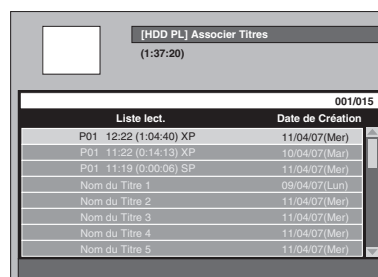 [HDD PL] Associer Titres
(1:37:20)
001/015
Liste lect. Date de Création
P01 12:22 (1:04:40) XP 11/04/07(Mer)
P01 11:22 (0:14:13) XP 10/04/07(Mar)
P01 11:19 (0:00:06) SP 11/04/07(Mer)
Nom du Titre 1 09/04/07(Lun)
Nom du Titre 2 11/04/07(Mer)
Nom du Titre 3 11/04/07(Mer)
Nom du Titre 4 11/04/07(Mer)
Nom du Titre 5 11/04/07(Mer)